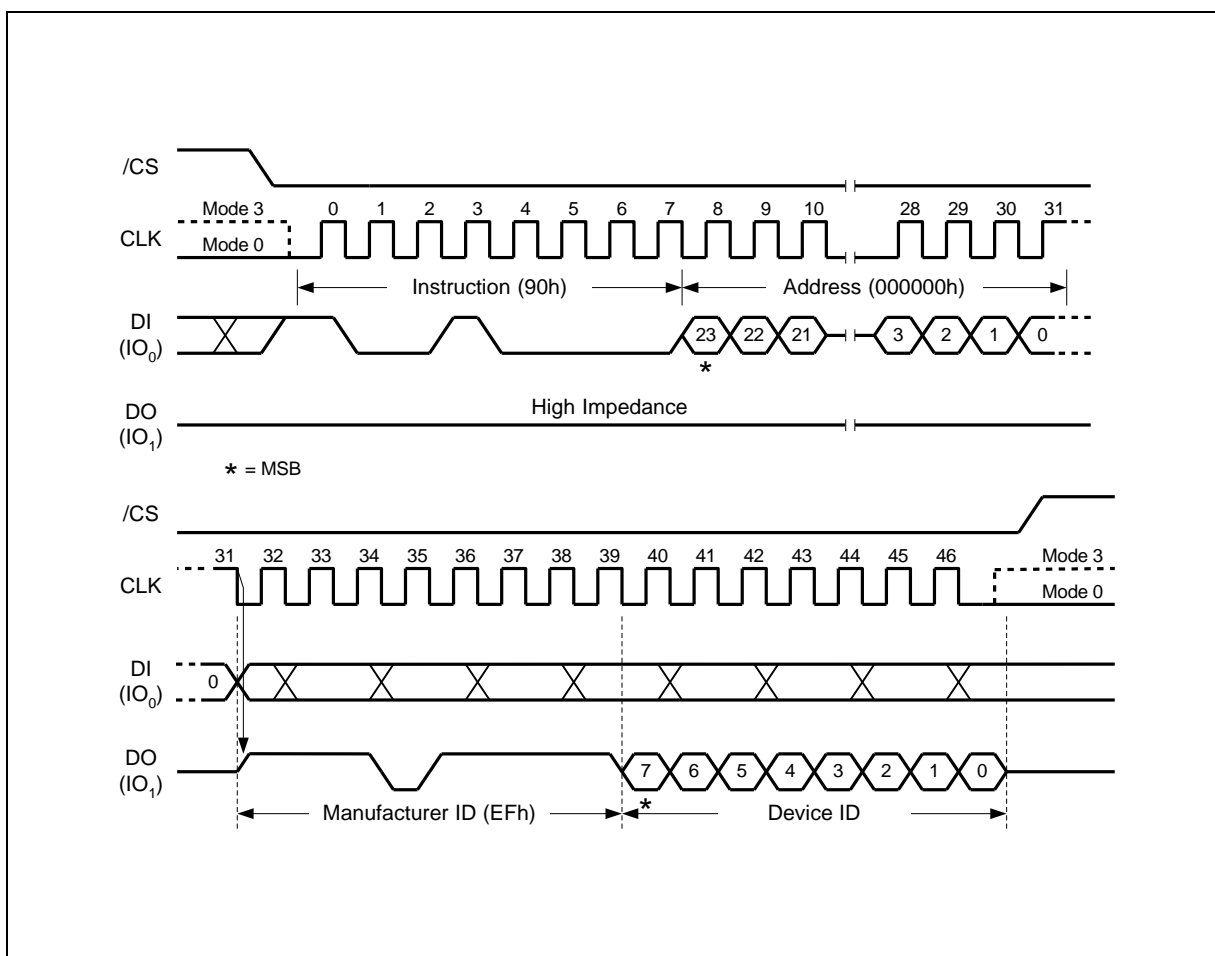 /CS
Mode 3 0 1 2 3 4 5 6 7 8 9 10 28 29 30 31
CLK
Mode 0
Instruction (90h) Address (000000h)
DI
(IO0)
23 22 21 3 2 1 0
*
High Impedance
DO
(IO1)
* = MSB
/CS
31 32 33 34 35 36 37 38 39 40 41 42 43 44 45 46 Mode 3
CLK
Mode 0
DI
(IO0)
0
DO
(IO1)
7 6 5 4 3 2 1 0
*
Manufacturer ID (EFh) Device ID